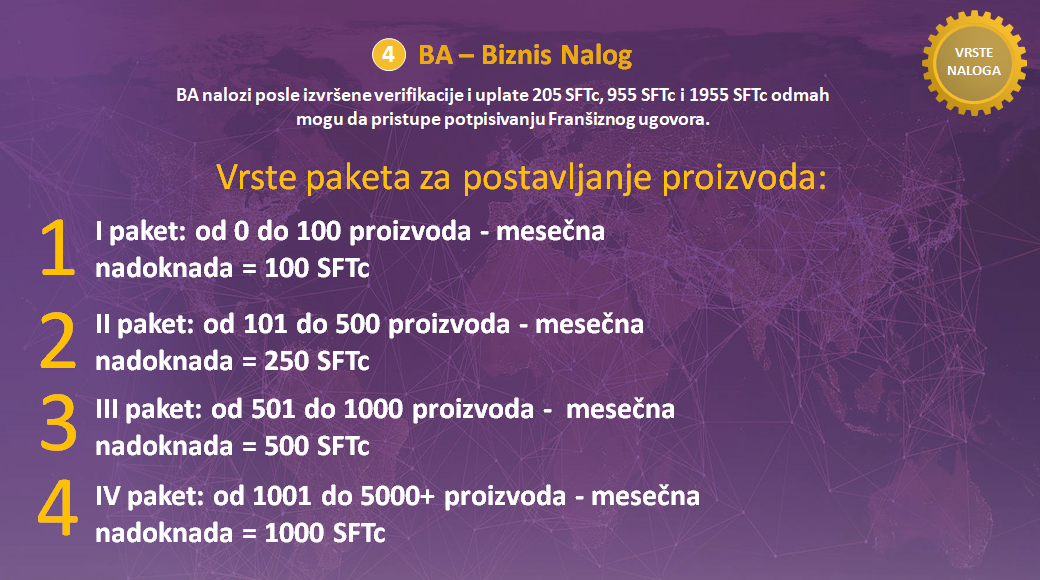 4 BA – Biznis Nalog
VRSTE
NALOGA
BA nalozi posle izvršene verifikacije i uplate 205 SFTc, 955 SFTc i 1955 SFTc odmah
mogu da pristupe potpisivanju Franšiznog ugovora.
Vrste paketa za postavljanje proizvoda:
1 I paket: od 0 do 100 proizvoda - mesečna
nadoknada = 100 SFTc
2 II paket: od 101 do 500 proizvoda - mesečna
nadoknada = 250 SFTc
3 III paket: od 501 do 1000 proizvoda - mesečna
nadoknada = 500 SFTc
4 IV paket: od 1001 do 5000+ proizvoda - mesečna
nadoknada = 1000 SFTc